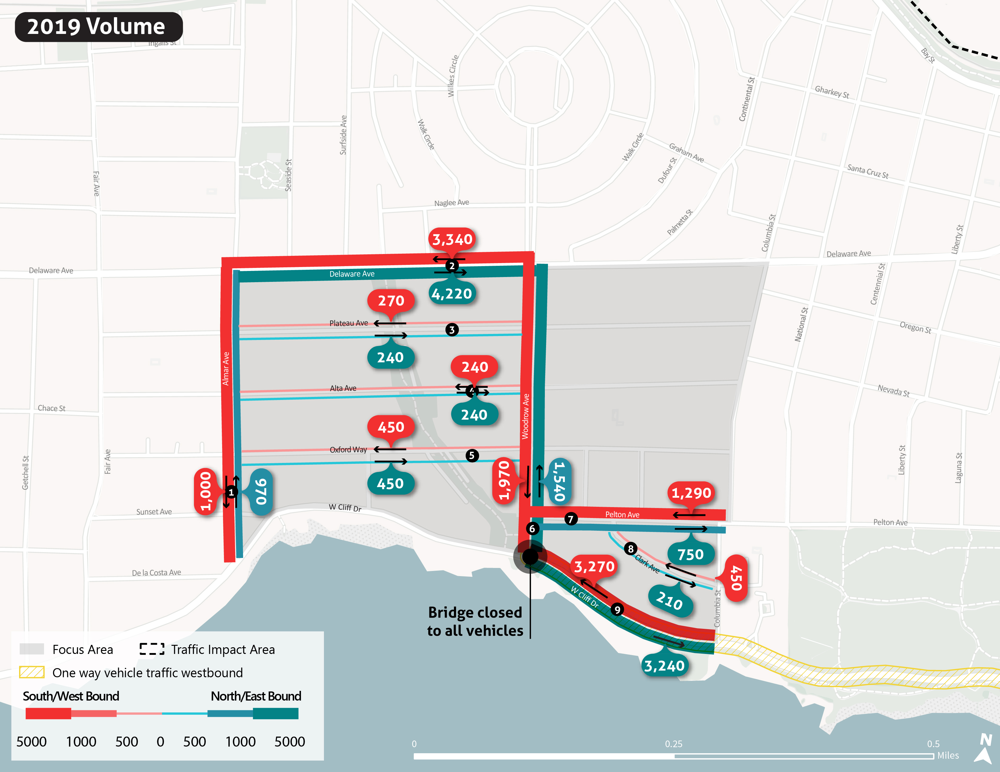 2019 Volume
Ingalls St
Bay St
Wilkes Circle
Continental St
Gharkey St
Surfside Ave
Walk Circle
Walk Circle
Graham Ave
Seaside St
Fair Ave
Dufour St
Santa Cruz St
Naglee Ave
Palmetta St
Columbia St
Liberty St
3,340
2
Delaware Ave
Delaware Ave
Delaware Ave
4,220
Centennial St
270
Plateau Ave
3
240
National St
Oregon St
Almar Ave
240
Alta Ave
4
240
Nevada St
Chace St
Woodrow Ave
450
Oxford Way
5
450
Getchell St
Fair Ave
Liberty St
Laguna St
1,000
1
970
1,970
1,540
1,290
Sunset Ave
W Cliff Dr
Pelton Ave
7
Pelton Ave
6
8
750
Clark Ave
De la Costa Ave
3,270
450
W Cliff Dr
210
9
Columbia St
Bridge closed
to all vehicles
3,240
Focus Area
Traffic Impact Area
One way vehicle traffic westbound
South/West Bound
North/East Bound
5000 1000 500 0 500 1000 5000
0 0.25 0.5
Miles
N